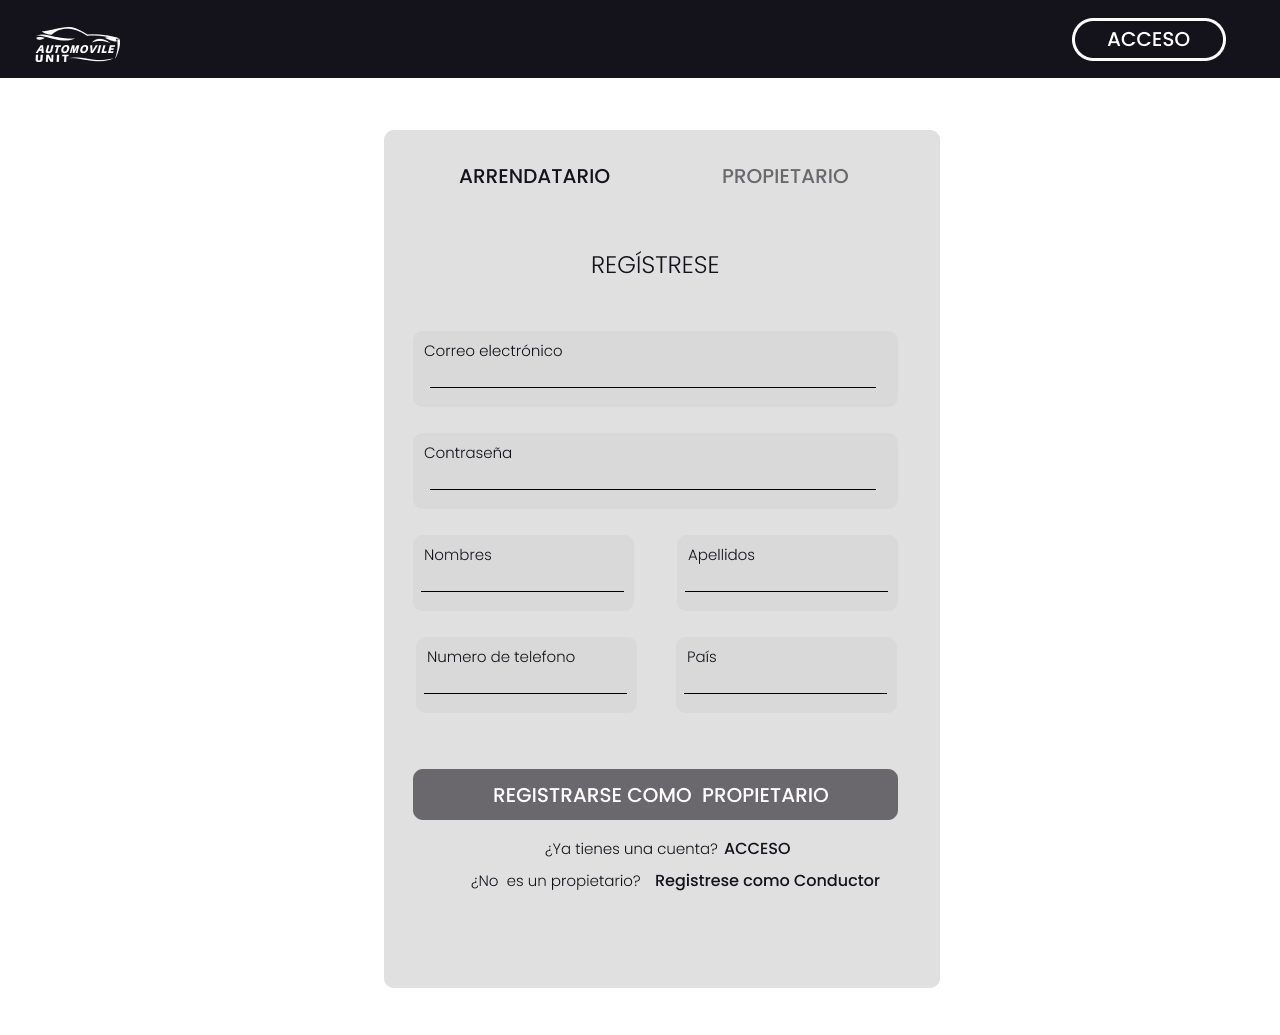 AUTOMOVILE
UNIT
ACCESO
ARRENDATARIO PROPIETARIO
REGÍSTRESE
Correo electrónico
Contraseña
Nombres Apellidos
Numero de telefono País
REGISTRARSE COMO PROPIETARIO
¿Ya tienes una cuenta? ACCESO
¿No es un propietario? Registrese como Conductor